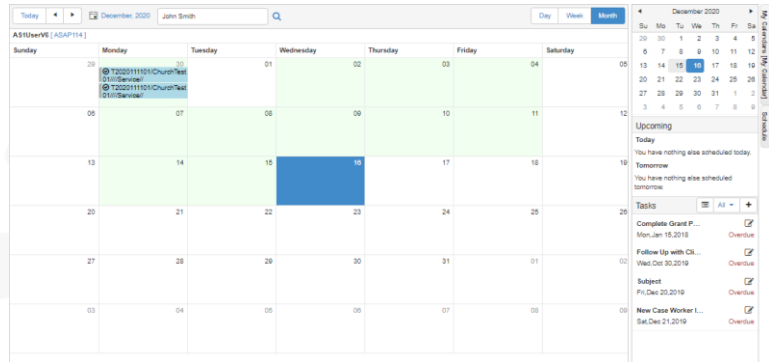 Today December, 2020 John Smith Day Week Month
AS1UserV6 [ ASAP114 ]
Sunday Monday Tuesday Wednesday Thursday Friday Saturday
29 30 01 02 03 04 05
T2020111101/ChurchTest
01////Service//
T2020111101/ChurchTest
01////Service//
06 07 08 09 10 11 12
13 14 15 16 17 18 19
20 21 22 23 24 25 26
27 28 29 30 31 01 02
03 04 05 06 07 08 09
December 2020
Su Mo Tu We Th Fr Sa
29 30 1 2 3 4 5
6 7 8 9 10 11 12
13 14 15 16 17 18 19
20 21 22 23 24 25 26
27 28 29 30 31 1 2
3 4 5 6 7 8 9
Upcoming
Today
You have nothing else scheduled today.
Tomorrow
You have nothing else scheduled
tomorrow.
Tasks All
Complete Grant P...
Mon,Jan 15,2018 Overdue
Follow Up with Cli...
Wed,Oct 30,2019 Overdue
Subject
Fri,Dec 20,2019 Overdue
New Case Worker I...
Sat,Dec 21,2019 Overdue
My Calendars [My Calendar]
Schedule